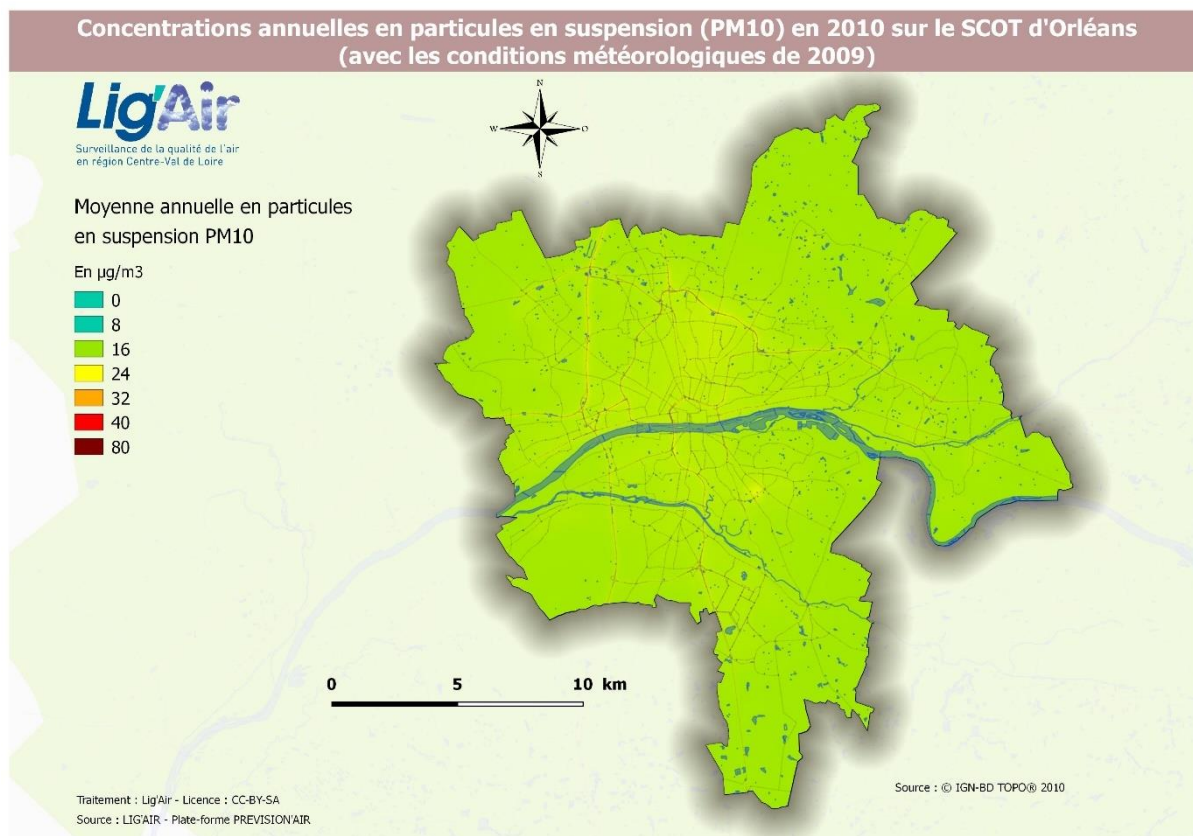 Concentrations annuelles en particules en suspension (PM10) en 2010 sur le SCOT d'Orléans
(avec les conditions météorologiques de 2009)
Lig'Air
Surveillance de la qualité de l'air
en région Centre-Val de Loire
N
W O
S
Moyenne annuelle en particules
en suspension PM10
En µg/m3
0
8
16
24
32
40
80
0 5 10 km
Traitement : Lig'Air - Licence : CC-BY-SA
Source : LIG'AIR - Plate-forme PREVISION'AIR
Source : © IGN-BD TOPO® 2010